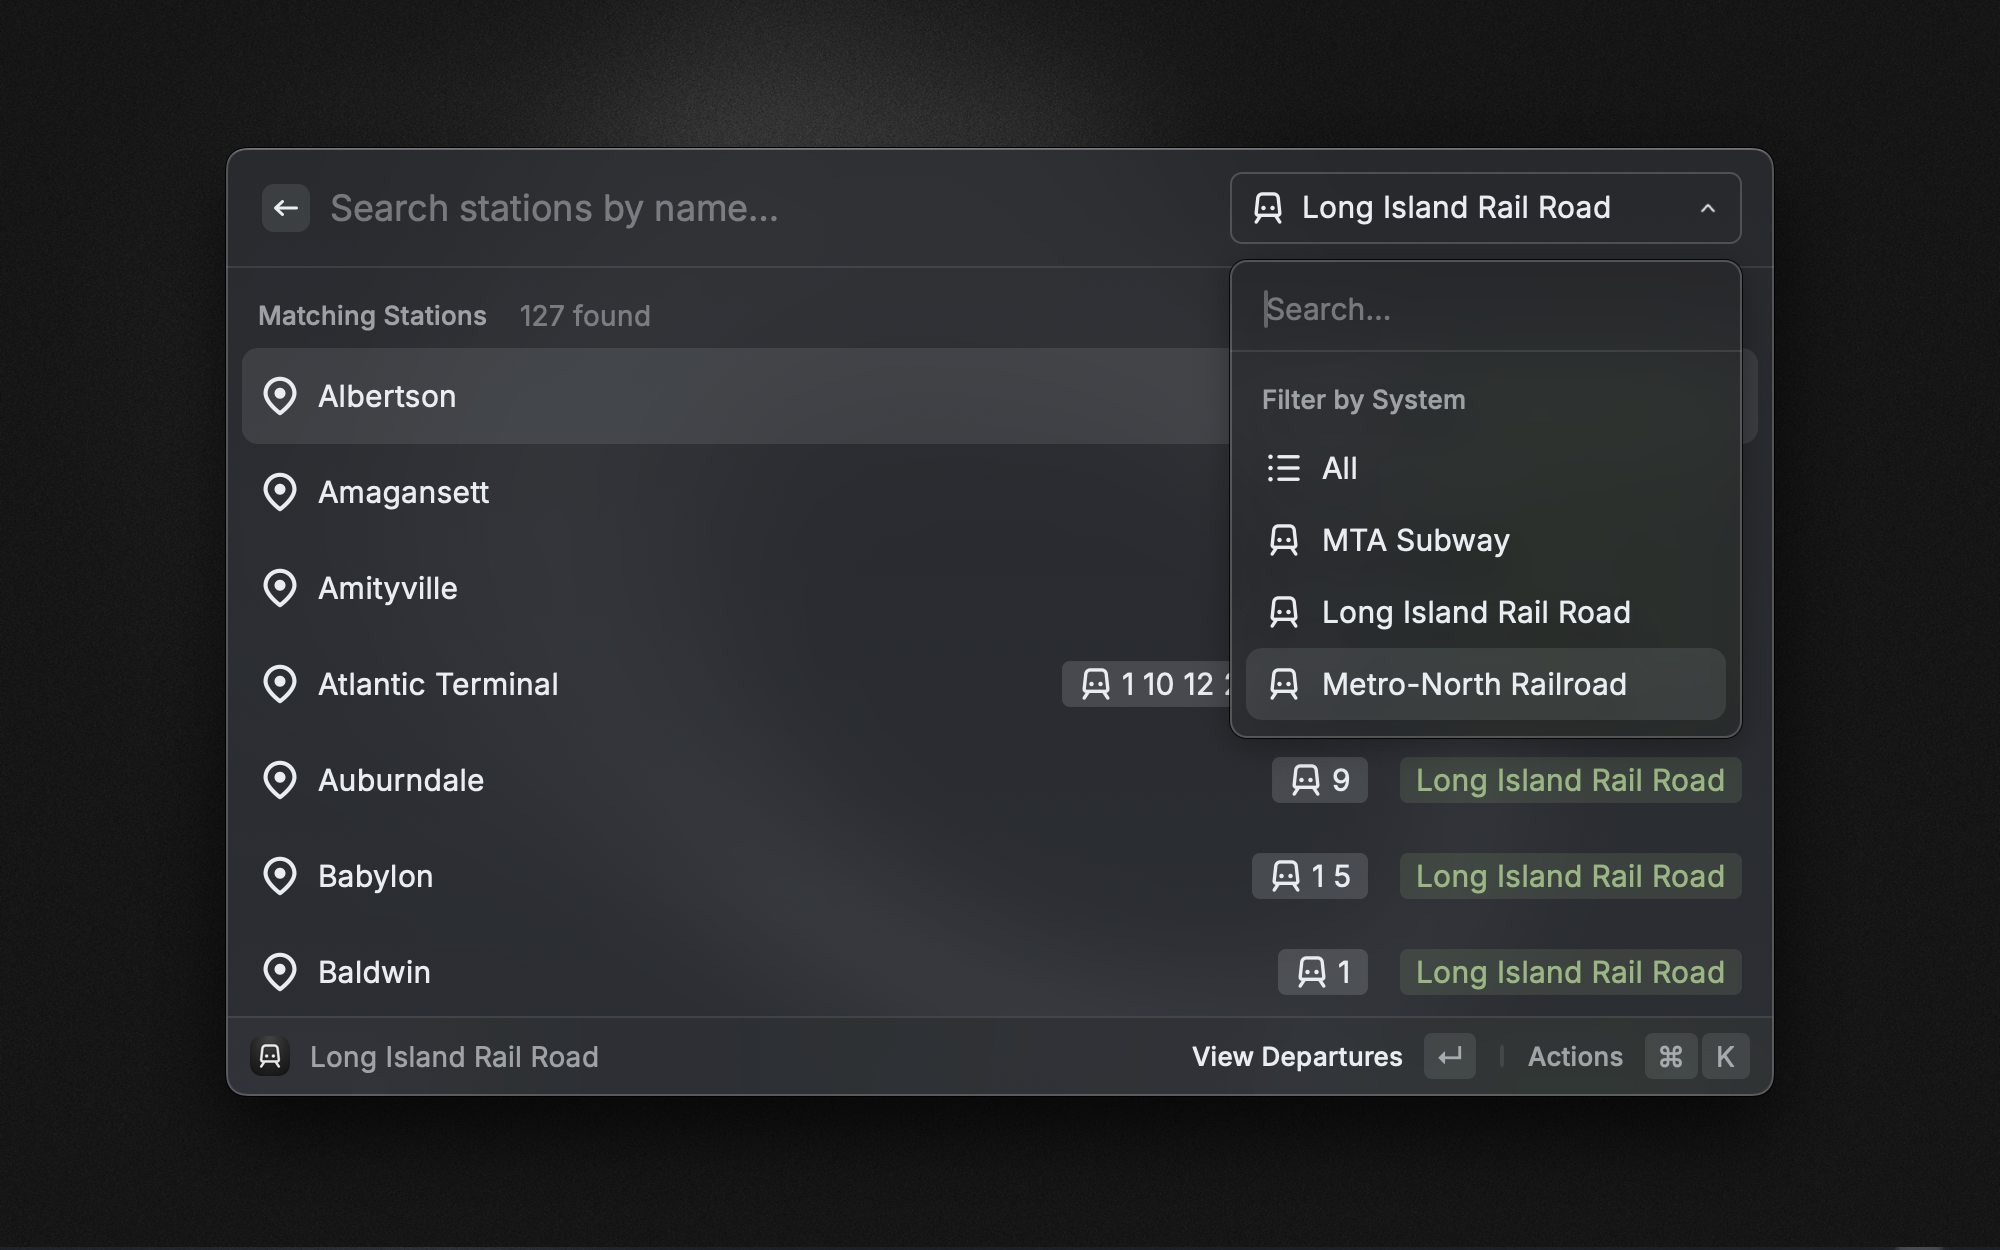 Search stations by name...
Long Island Rail Road
Matching Stations 127 found
Search...
Filter by System
All
MTA Subway
Long Island Rail Road
Metro-North Railroad
Albertson
Amagansett
Amityville
Atlantic Terminal 1 10 12
Auburndale 9 Long Island Rail Road
Babylon 1 5 Long Island Rail Road
Baldwin 1 Long Island Rail Road
Long Island Rail Road
View Departures Actions ⌘ K